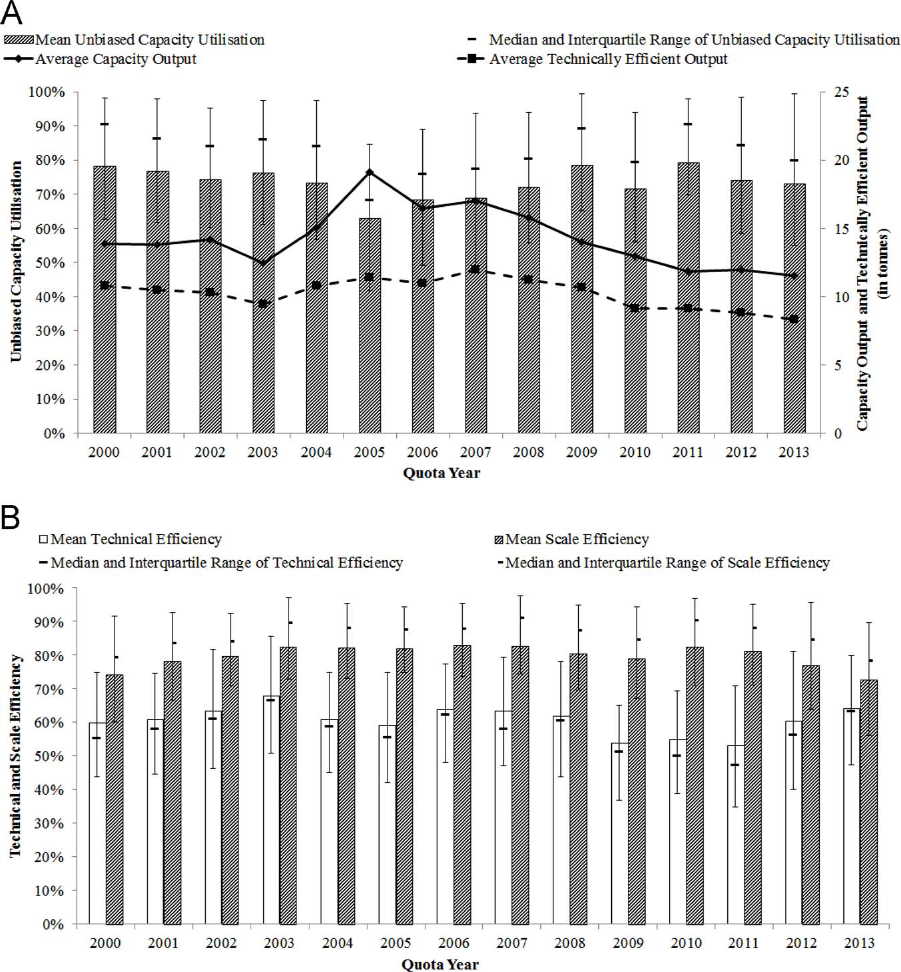 A
Mean Unbiased Capacity Utilisation
Median and Interquartile Range of Unbiased Capacity Utilisation
Average Capacity Output
Average Technically Efficient Output
Unbiased Capacity Utilisation
100%
90%
80%
70%
60%
50%
40%
30%
20%
10%
0%
25
20
15
10
5
0
Capacity Output and Technically Efficient Output
(in tonnes)
2000 2001 2002 2003 2004 2005 2006 2007 2008 2009 2010 2011 2012 2013
Quota Year
B
Mean Technical Efficiency
Mean Scale Efficiency
Median and Interquartile Range of Technical Efficiency
Median and Interquartile Range of Scale Efficiency
Technical and Scale Efficiency
100%
90%
80%
70%
60%
50%
40%
30%
20%
10%
0%
2000 2001 2002 2003 2004 2005 2006 2007 2008 2009 2010 2011 2012 2013
Quota Year